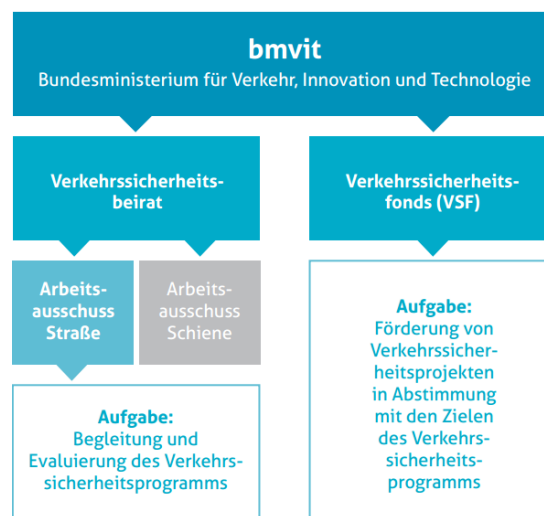 bmvit
Bundesministerium für Verkehr, Innovation und Technologie
Verkehrssicherheits-
beirat
Arbeits-
ausschuss
Straße
Arbeits-
ausschuss
Schiene
Aufgabe:
Begleitung und
Evaluierung des Verkehrs-
sicherheitsprogramms
Verkehrssicherheits-
fonds (VSF)
Aufgabe:
Förderung von
Verkehrssicher-
heitsprojekten
in Abstimmung
mit den Zielen
des Verkehrs-
sicherheits-
programms